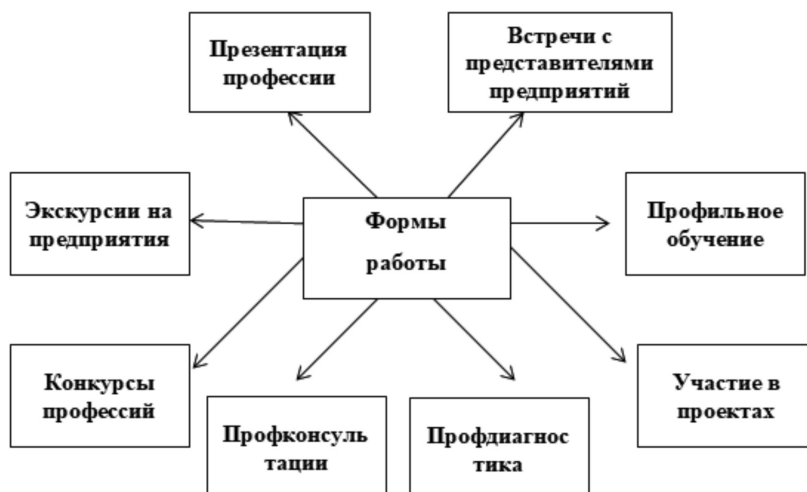 Презентация
профессии
Встречи с
представителями
предприятий
Экскурсии на
предприятия
Формы
работы
Профильное
обучение
Конкурсы
профессий
Профконсуль
тации
Профдиагнос
тика
Участие в
проектах